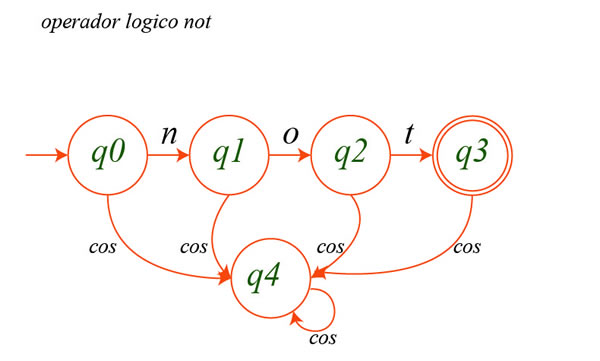 operador logico not
n o t
q0 q1 q2 q3
cos cos cos cos
q4
cos